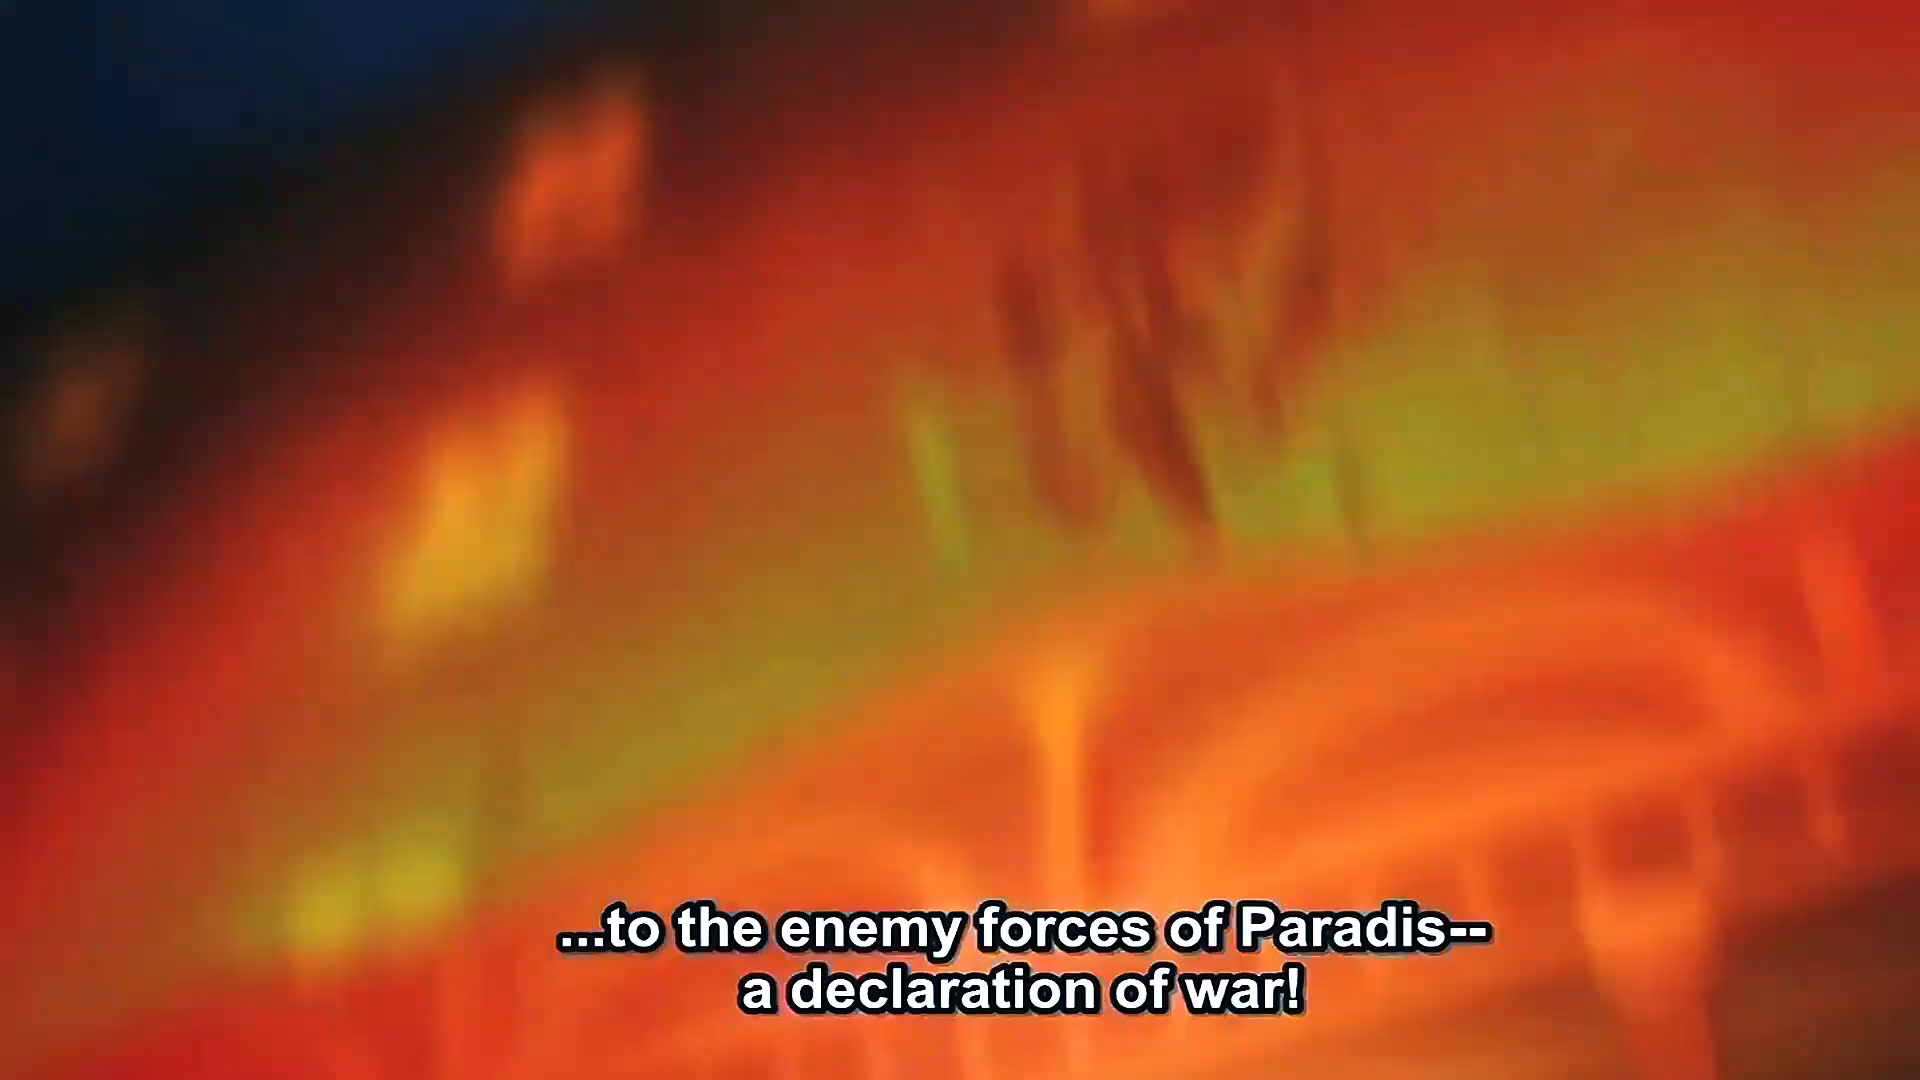 ...to the enemy forces of Paradis--
a declaration of war!